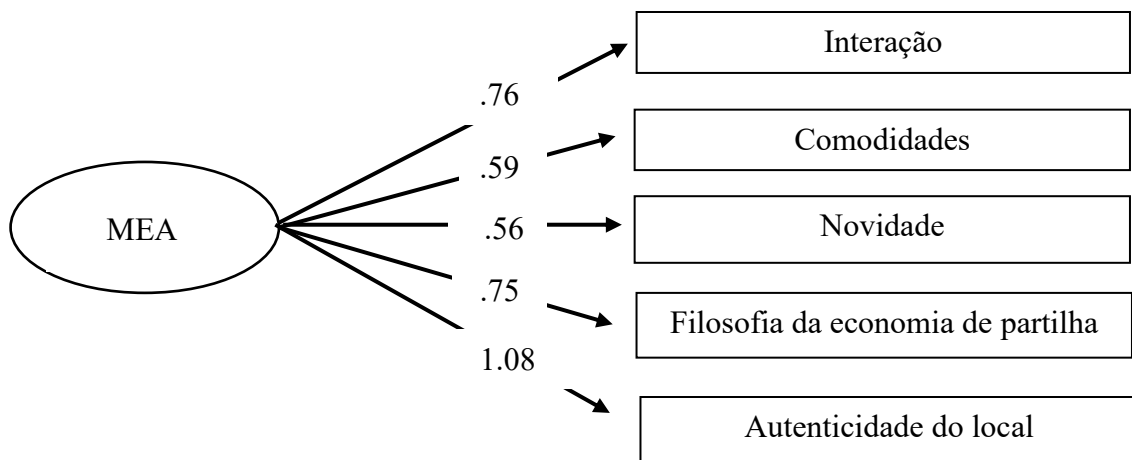 Interação
.76
Comodidades
.59
MEA
.56
Novidade
.75
Filosofia da economia de partilha
1.08
Autenticidade do local